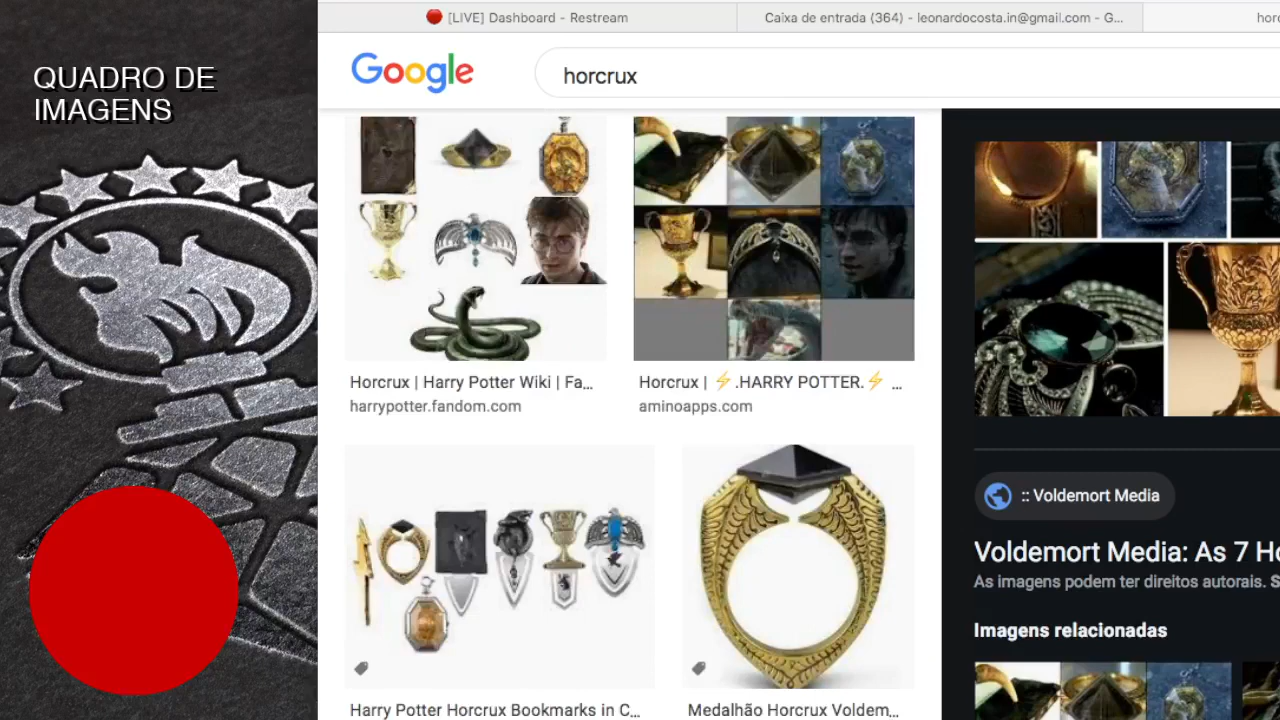 QUADRO DE
IMAGENS
[LIVE] Dashboard - Restream
Caixa de entrada (364) - leonardocosta.in@gmail.com - G...
horc
Google
horcrux
Horcrux | Harry Potter Wiki | Fa...
harrypotter.fandom.com
Horcrux | ⚡.HARRY POTTER.⚡ ...
aminoapps.com
:: Voldemort Media
Voldemort Media: As 7 Ho
As imagens podem ter direitos autorais. S
Imagens relacionadas
Harry Potter Horcrux Bookmarks in C...
Medalhão Horcrux Voldem...